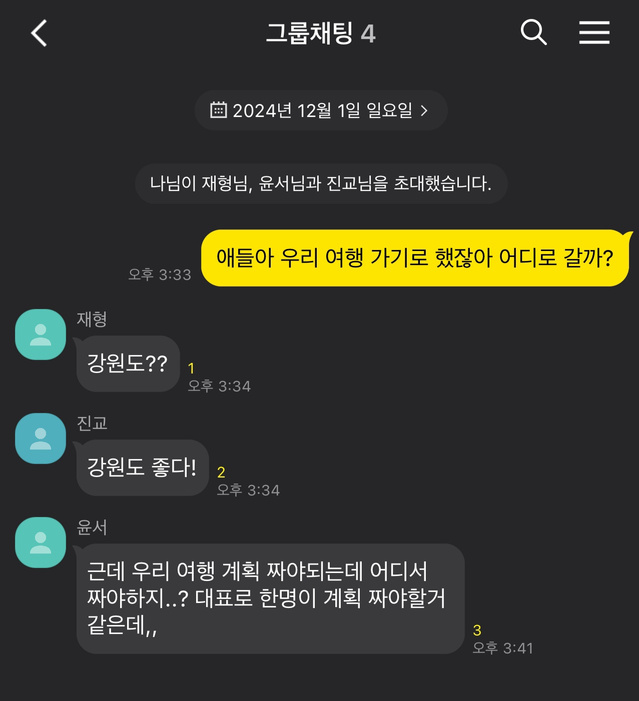 그룹채팅 4
2024년 12월 1일 일요일 >
나님이 재형님, 윤서님과 진교님을 초대했습니다.
애들아 우리 여행 가기로 했잖아 어디로 갈까?
오후 3:33
재형
강원도??
1
오후 3:34
진교
강원도 좋다!
2
오후 3:34
윤서
근데 우리 여행 계획 짜야되는데 어디서
짜야하지..? 대표로 한명이 계획 짜야할거
같은데,,
3
오후 3:41